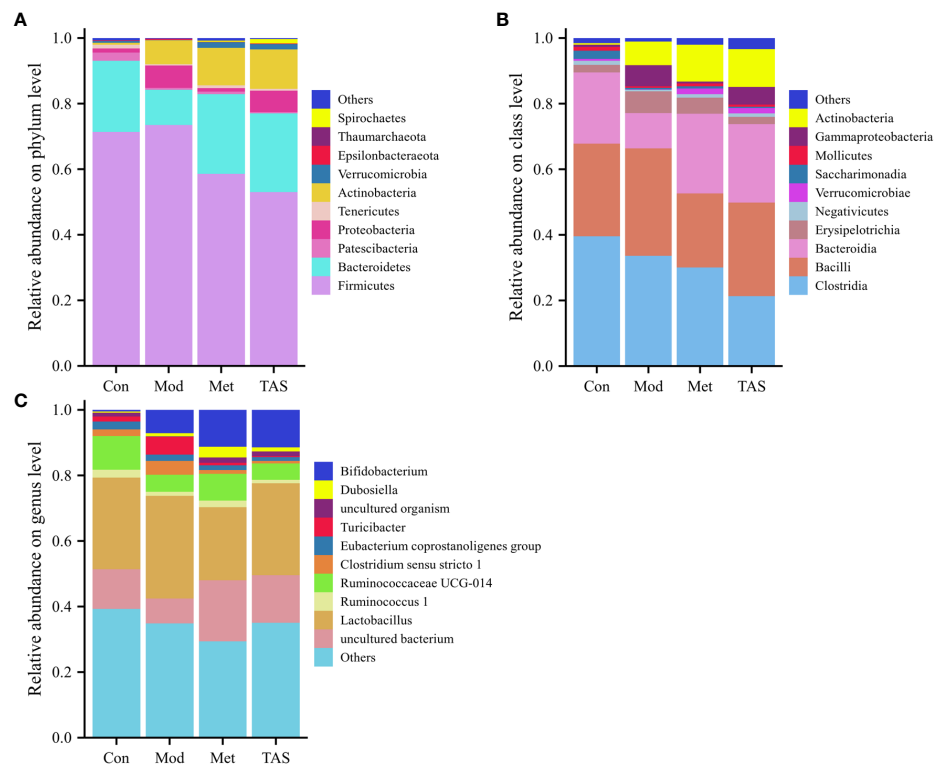 A
Relative abundance on phylum level
1.0
0.8
0.6
0.4
0.2
0.0
Con Mod Met TAS
Others
Spirochaetes
Thaumarchaeota
Epsilonbacteraeota
Verrucomicrobia
Actinobacteria
Tenericutes
Proteobacteria
Patescibacteria
Bacteroidetes
Firmicutes
B
Relative abundance on class level
1.0
0.8
0.6
0.4
0.2
0.0
Con Mod Met TAS
Others
Actinobacteria
Gammaproteobacteria
Mollicutes
Saccharimonadia
Verrucomicrobiae
Negativicutes
Erysipelotrichia
Bacteroidia
Bacilli
Clostridia
C
Relative abundance on genus level
1.0
0.8
0.6
0.4
0.2
0.0
Con Mod Met TAS
Bifidobacterium
Dubosiella
uncultured organism
Turicibacter
Eubacterium coprostanoligenes group
Clostridium sensu stricto 1
Ruminococcaceae UCG-014
Ruminococcus 1
Lactobacillus
uncultured bacterium
Others